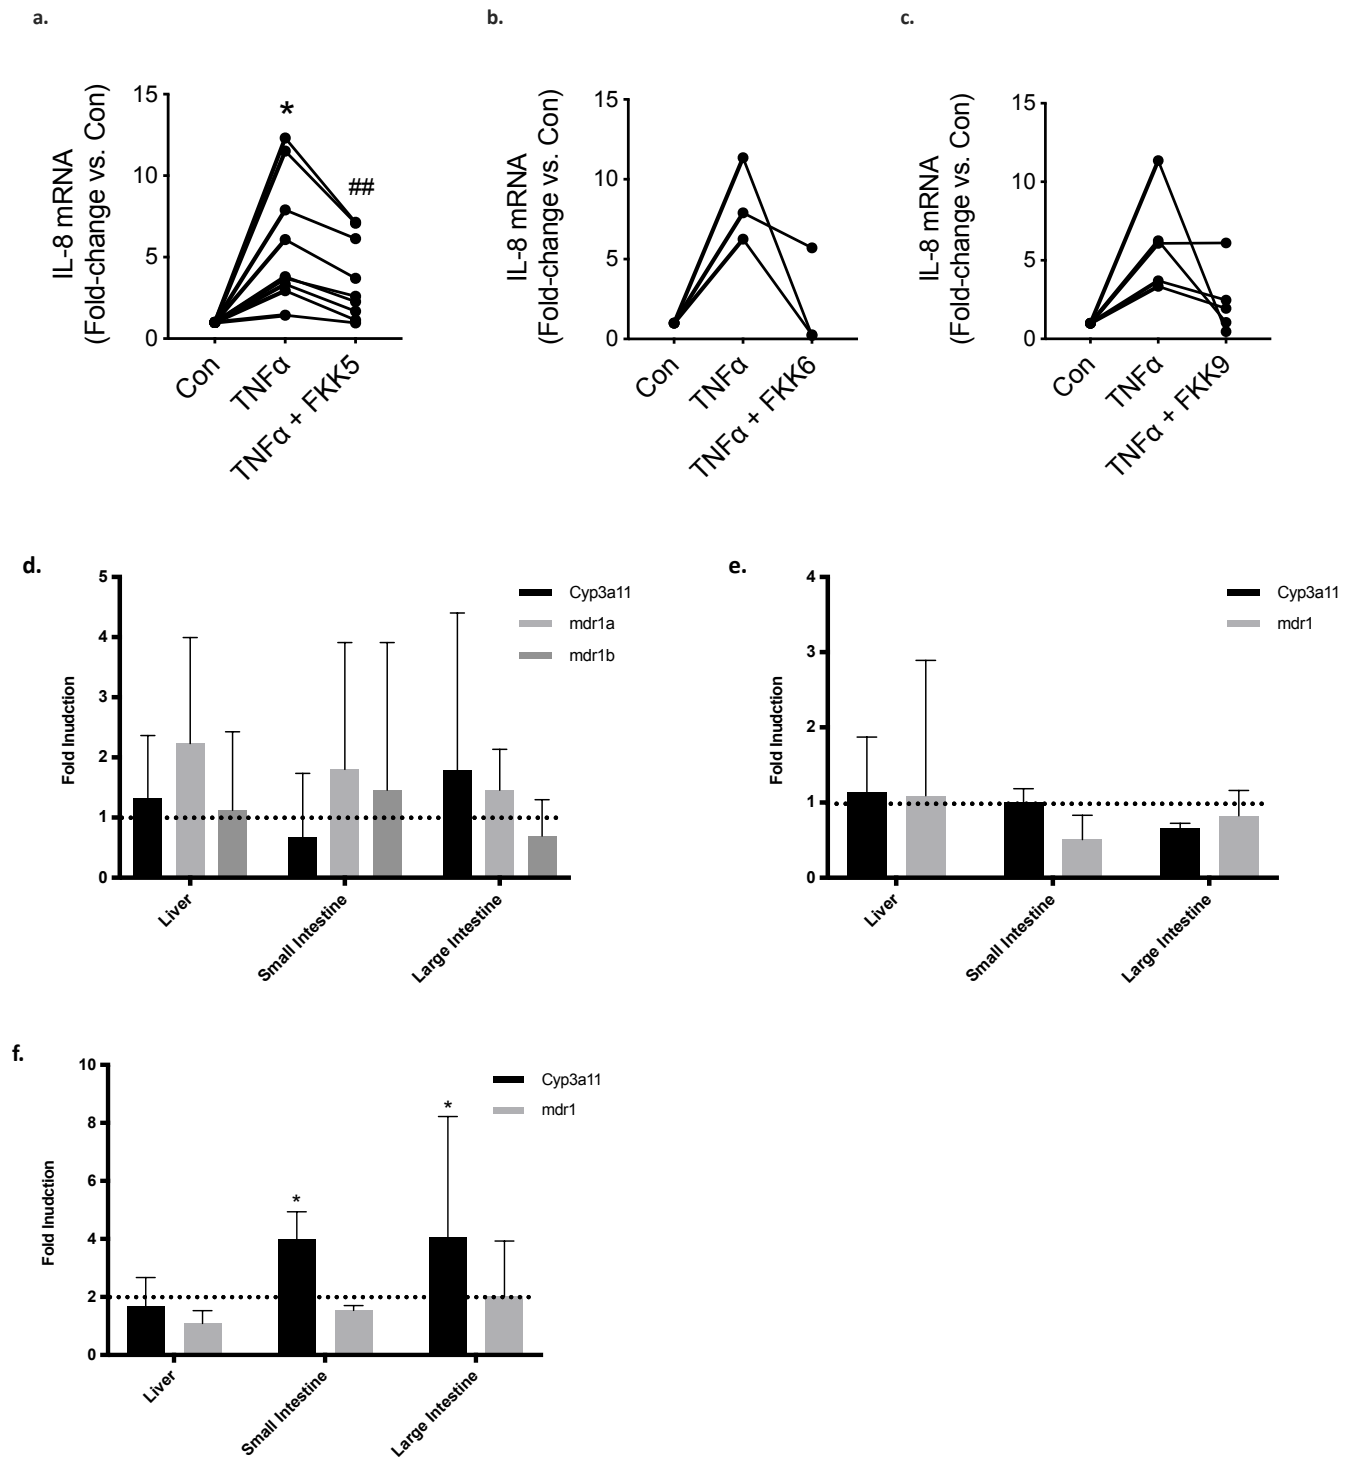 a.
IL-8 mRNA
(Fold-change vs. Con)
15
10
5
0
*
##
Con
TNFα
TNFα + FKK5
b.
IL-8 mRNA
(Fold-change vs. Con)
15
10
5
0
Con
TNFα
TNFα + FKK6
c.
IL-8 mRNA
(Fold-change vs. Con)
15
10
5
0
Con
TNFα
TNFα + FKK9
d.
Fold Inudction
5
4
3
2
1
0
Cyp3a11
mdr1a
mdr1b
Liver
Small Intestine
Large Intestine
e.
Fold Inudction
4
3
2
1
0
Cyp3a11
mdr1
Liver
Small Intestine
Large Intestine
f.
Fold Inudction
10
8
6
4
2
0
*
*
Cyp3a11
mdr1
Liver
Small Intestine
Large Intestine